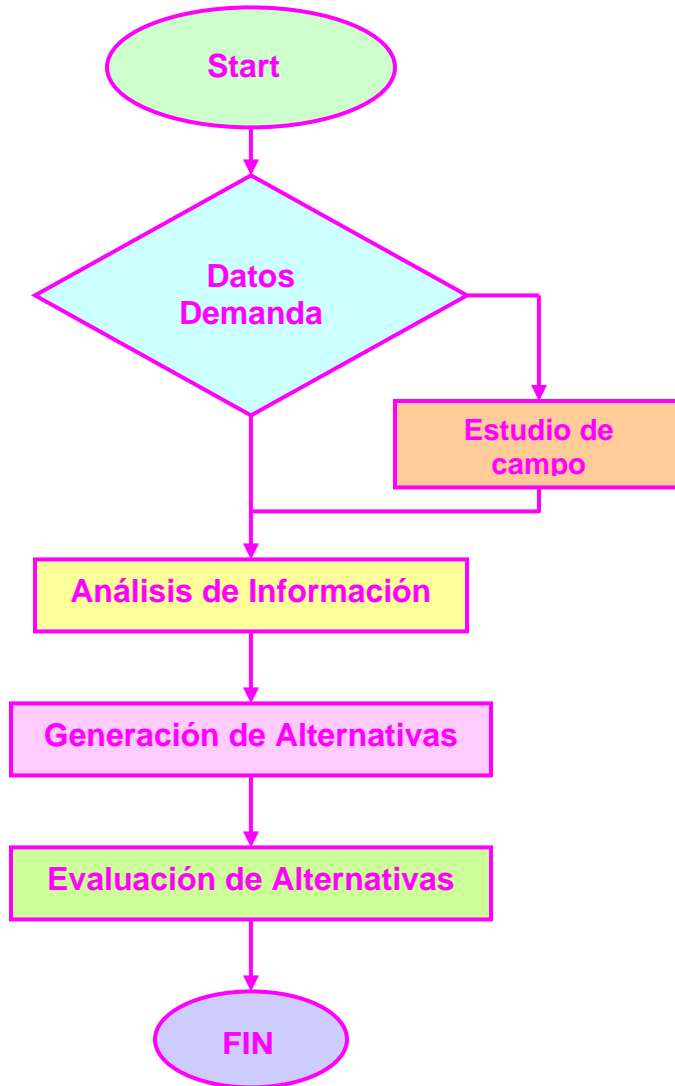 Start
Datos
Demanda
Estudio de
campo
Análisis de Información
Generación de Alternativas
Evaluación de Alternativas
FIN